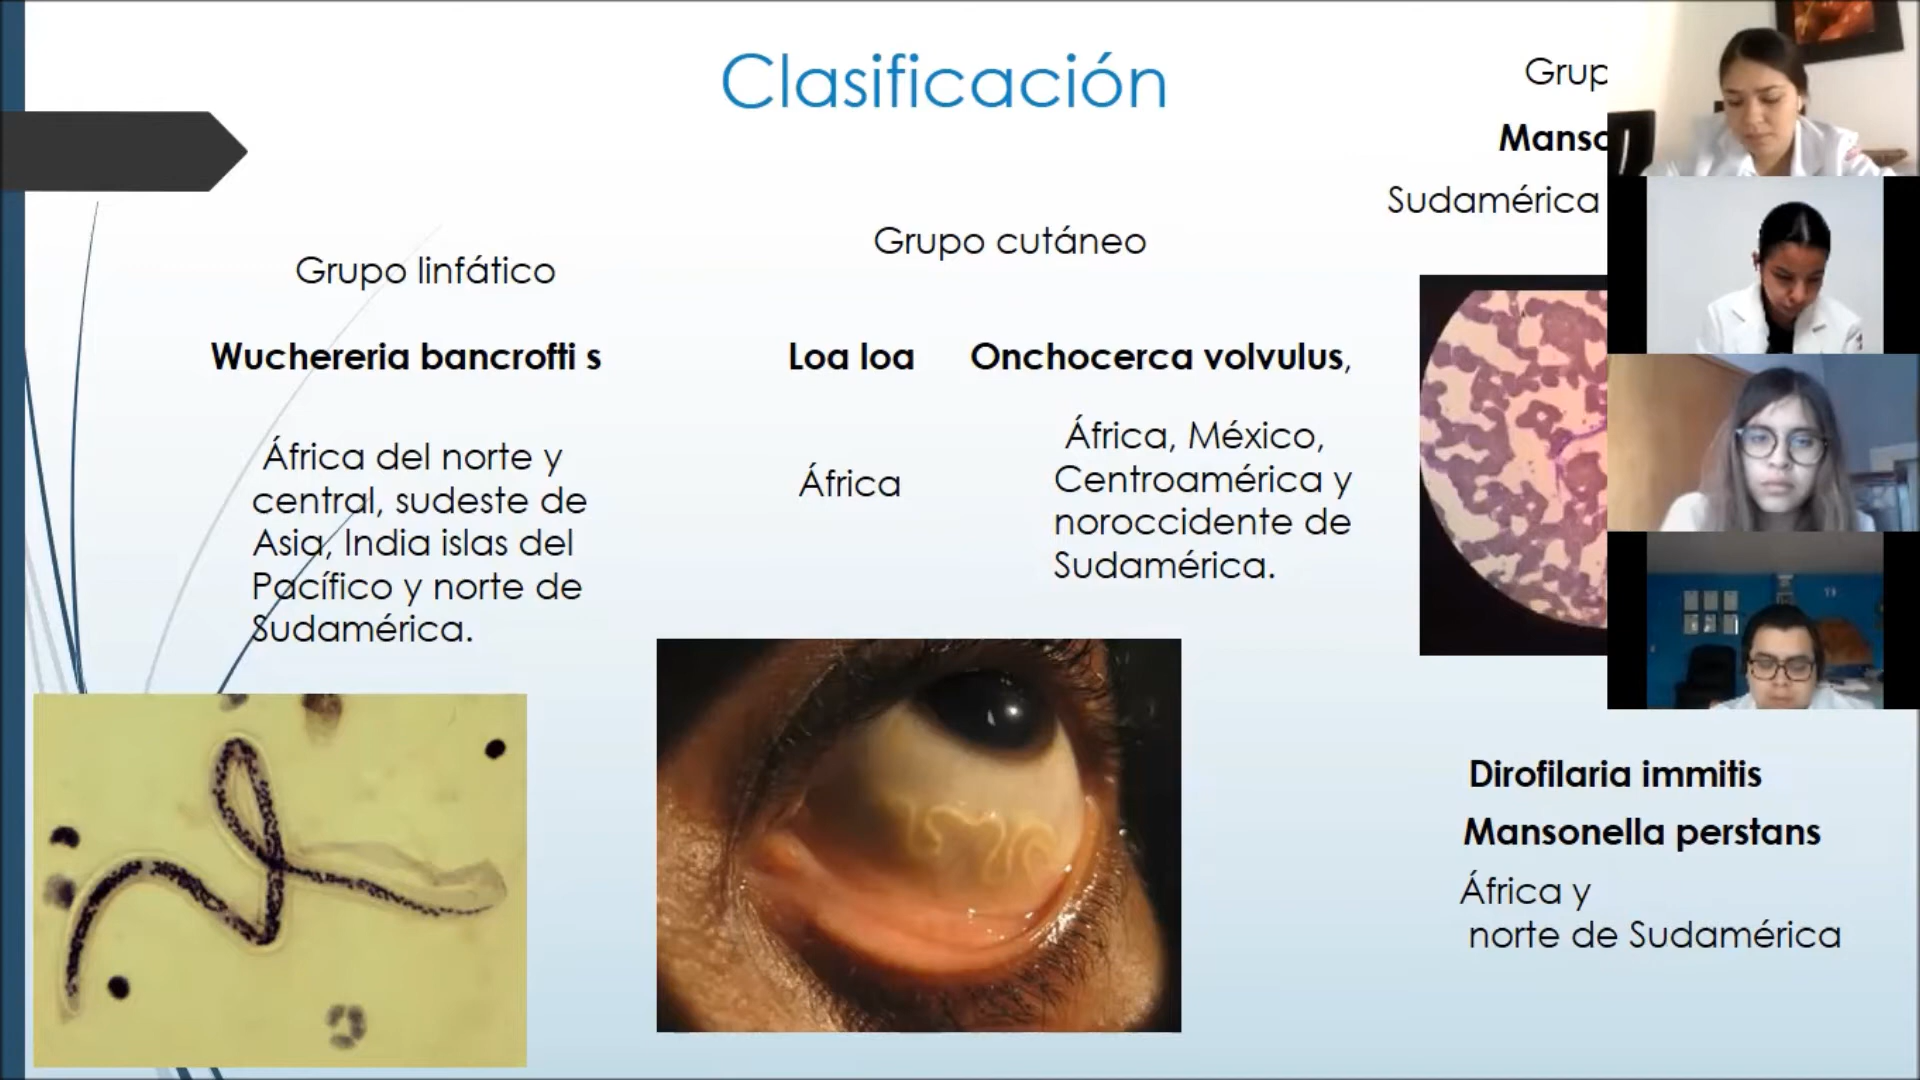 Clasificación
Grupo linfático
Wuchereria bancrofti s
África del norte y
central, sudeste de
Asia, India islas del
Pacífico y norte de
Sudamérica.
Grupo cutáneo
Loa loa
África
Onchocerca volvulus,
África, México,
Centroamérica y
noroccidente de
Sudamérica.
Grup
Manso
Sudamérica
Dirofilaria immitis
Mansonella perstans
África y
norte de Sudamérica